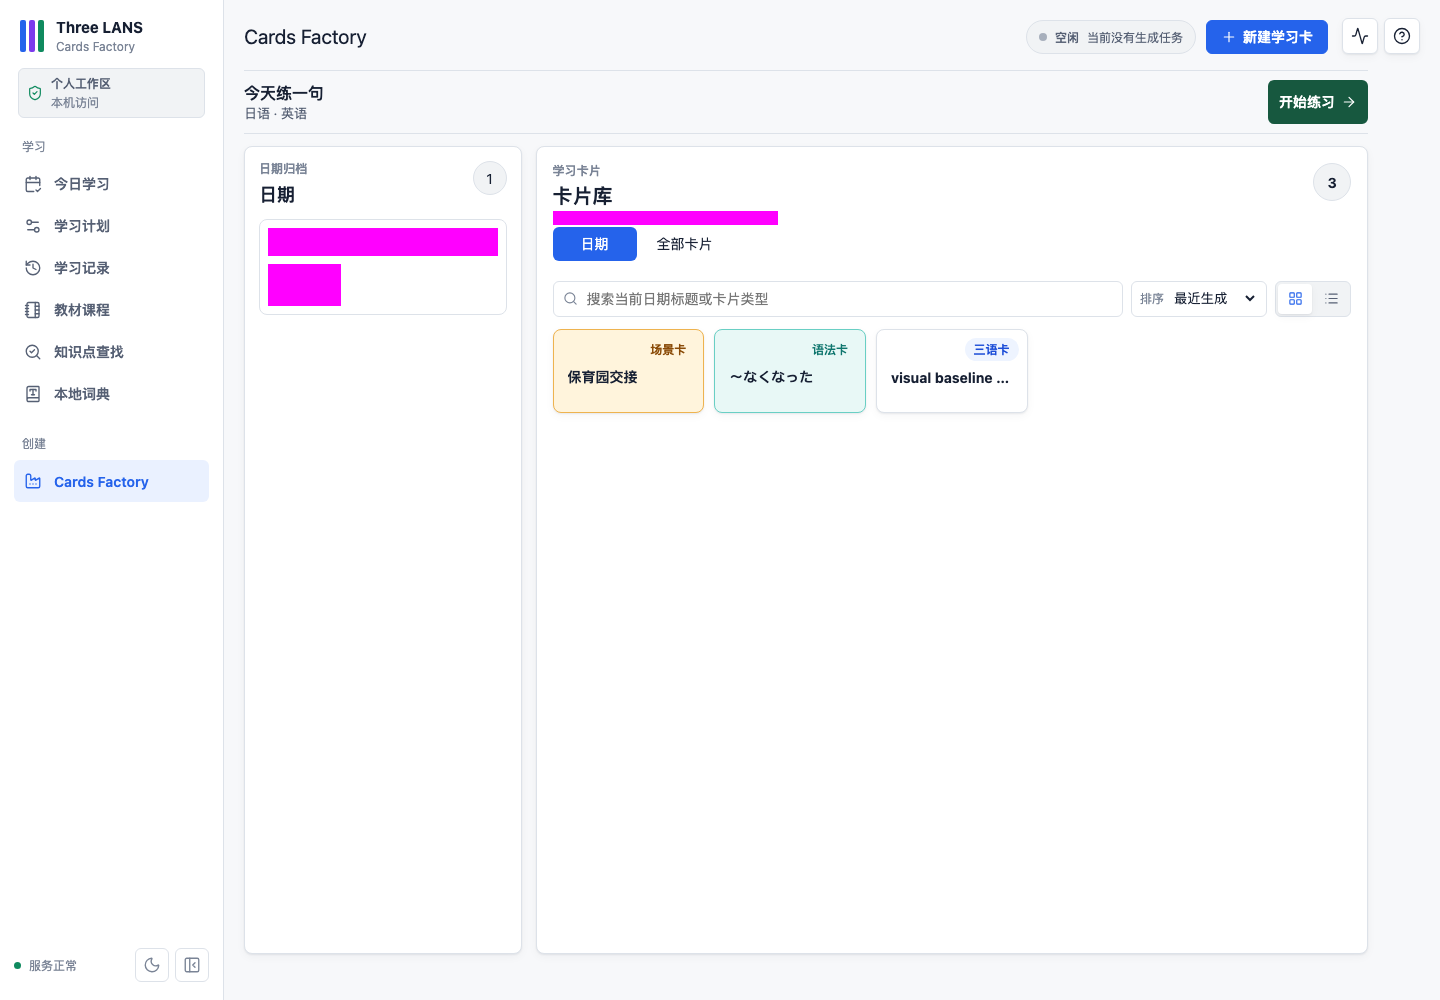 Three LANS
Cards Factory
个人工作区
本机访问
学习
今日学习
学习计划
学习记录
教材课程
知识点查找
本地词典
创建
Cards Factory
服务正常
Cards Factory
空闲 当前没有生成任务
新建学习卡
今天练一句
日语 · 英语
开始练习
日期归档
日期
1
学习卡片
卡片库
3
日期
全部卡片
搜索当前日期标题或卡片类型
排序 最近生成
场景卡
保育园交接
语法卡
～なくなった
三语卡
visual baseline ...